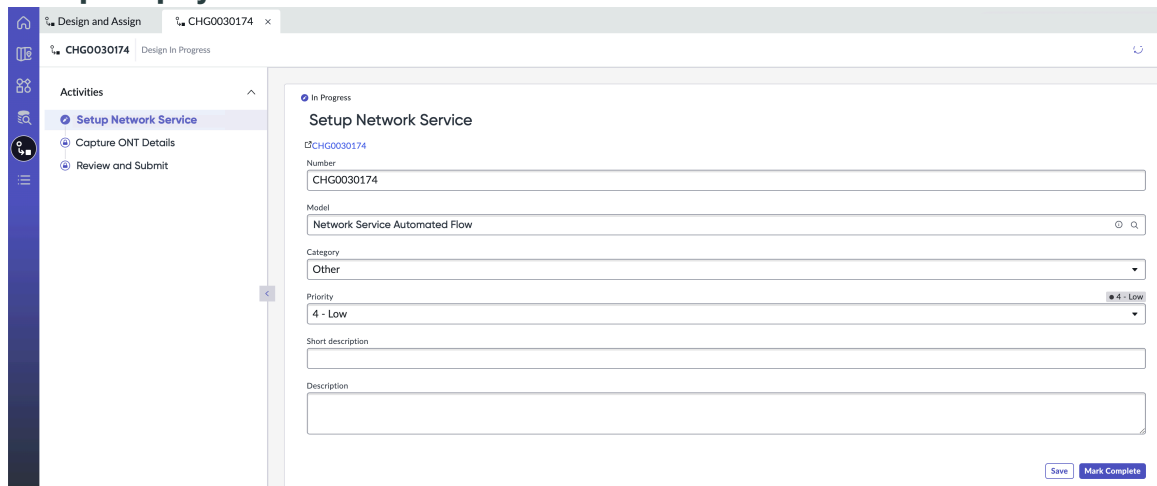 Design and Assign
CHG0030174 ×
CHG0030174 Design In Progress
Activities
Setup Network Service
Capture ONT Details
Review and Submit
In Progress
Setup Network Service
CHG0030174
Number
CHG0030174
Model
Network Service Automated Flow
Category
Other
Priority
4 - Low
4 - Low
Short description
Description
Save Mark Complete